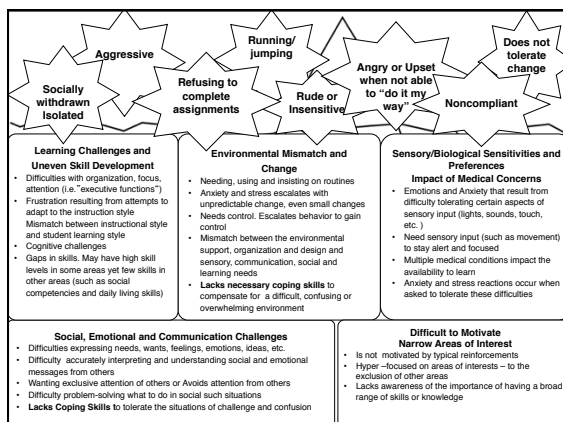 Aggressive
Running/
jumping
Does not
tolerate
change
Angry or Upset
when not able
to “do it my
way”
Socially
withdrawn
Isolated
Refusing to
complete
assignments
Rude or
Insensitive
Noncompliant
Learning Challenges and
Uneven Skill Development
• Difficulties with organization, focus,
attention (i.e.”executive functions”)
• Frustration resulting from attempts to
adapt to the instruction style
Mismatch between instructional style
and student learning style
• Cognitive challenges
• Gaps in skills. May have high skill
levels in some areas yet few skills in
other areas (such as social
competencies and daily living skills)
Environmental Mismatch and
Change
• Needing, using and insisting on routines
• Anxiety and stress escalates with
unpredictable change, even small changes
• Needs control. Escalates behavior to gain
control
• Mismatch between the environmental
support, organization and design and
sensory, communication, social and
learning needs
• Lacks necessary coping skills to
compensate for a difficult, confusing or
overwhelming environment
Sensory/Biological Sensitivities and
Preferences
Impact of Medical Concerns
• Emotions and Anxiety that result from
difficulty tolerating certain aspects of
sensory input (lights, sounds, touch,
etc. )
• Need sensory input (such as movement)
to stay alert and focused
• Multiple medical conditions impact the
availability to learn
• Anxiety and stress reactions occur when
asked to tolerate these difficulties
Social, Emotional and Communication Challenges
• Difficulties expressing needs, wants, feelings, emotions, ideas, etc.
• Difficulty accurately interpreting and understanding social and emotional
messages from others
• Wanting exclusive attention of others or Avoids attention from others
• Difficulty problem-solving what to do in social such situations
• Lacks Coping Skills to tolerate the situations of challenge and confusion
Difficult to Motivate
Narrow Areas of Interest
• Is not motivated by typical reinforcements
• Hyper –focused on areas of interests – to the
exclusion of other areas
• Lacks awareness of the importance of having a broad
range of skills or knowledge